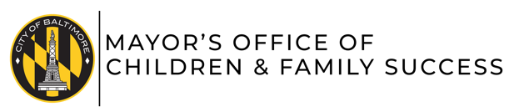 CITY OF BALTIMORE
MAYOR'S OFFICE OF
CHILDREN & FAMILY SUCCESS